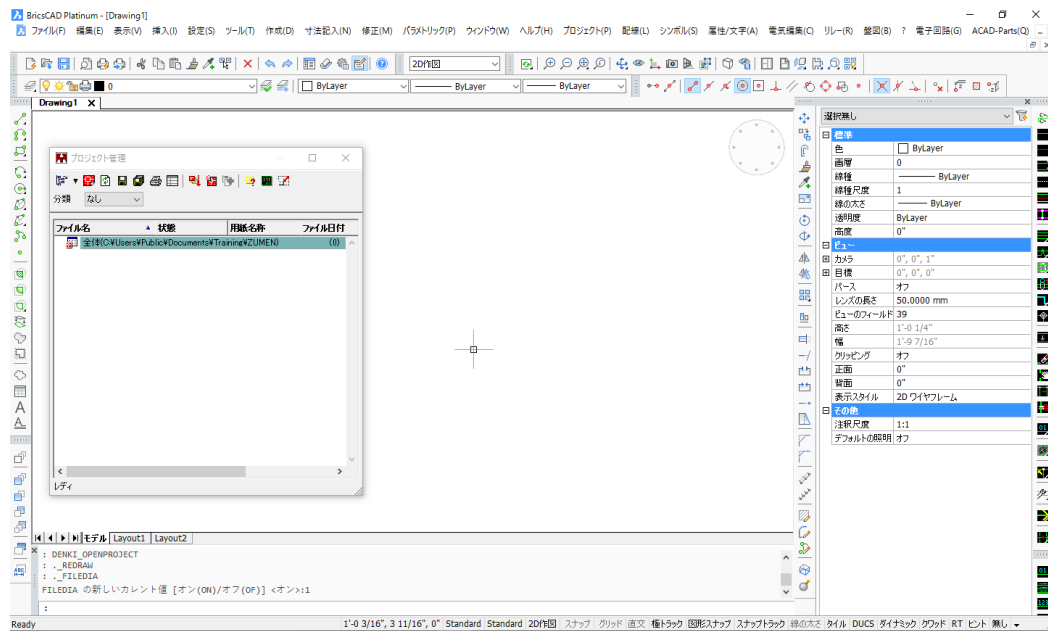 BricsCAD Platinum - [Drawing1]
ファイル(F) 編集(E) 表示(V) 挿入(I) 設定(S) ツール(T) 作成(D) 寸法記入(N) 修正(M) パラメトリック(P) ウィンドウ(W) ヘルプ(H) プロジェクト(P) 配線(L) シンボル(S) 属性/文字(A) 電気編集(C) リレー(R) 盤図(B) ? 電子回路(G) ACAD-Parts(Q)
2D作図
0 ByLayer ByLayer ByLayer
Drawing1 X
プロジェクト管理
分類 なし
ファイル名 状態 用紙名称 ファイル日付
全体(C:¥Users¥Public¥Documents¥Training¥ZUMEN) (0)
レディ
選択無し
標準
色 ByLayer
画層 0
線種 ByLayer
線種尺度 1
線の太さ ByLayer
透明度 ByLayer
高度 0"
ビュー
カメラ 0", 0", 1"
目標 0", 0", 0"
パース オフ
レンズの長さ 50.0000 mm
ビューのフィールド 39
高さ 1'-0 1/4"
幅 1'-9 7/16"
クリッピング オフ
正面 0"
背面 0"
表示スタイル 2D ワイヤフレーム
その他
注釈尺度 1:1
デフォルトの照明 オフ
モデル Layout1 Layout2
: DENKI_OPENPROJECT
: ._REDRAW
: ._FILEDIA
FILEDIA の新しいカレント値 [オン(ON)/オフ(OF)] <オン>:1
:
Ready 1'-0 3/16", 3 11/16", 0" Standard Standard 2D作図 スナップ グリッド 直交 極トラック 図形スナップ スナップトラック 線の太さ タイル DUCS ダイナミック クワッド RT ヒント 無し